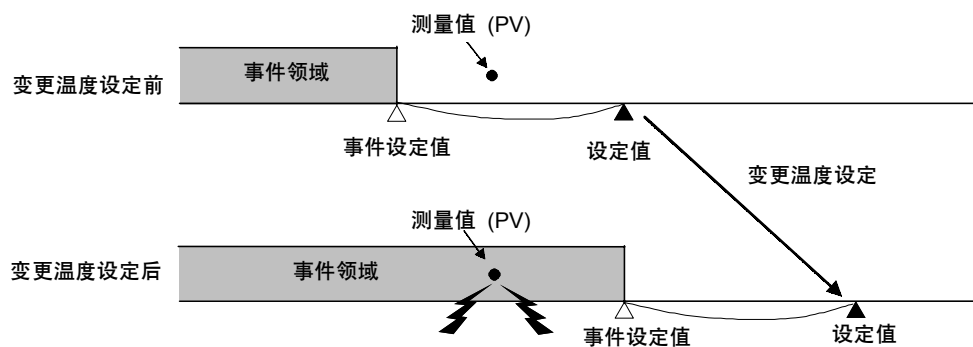 测量值 (PV)
事件领域
变更温度设定前
事件设定值
设定值
变更温度设定
测量值 (PV)
事件领域
变更温度设定后
事件设定值
设定值